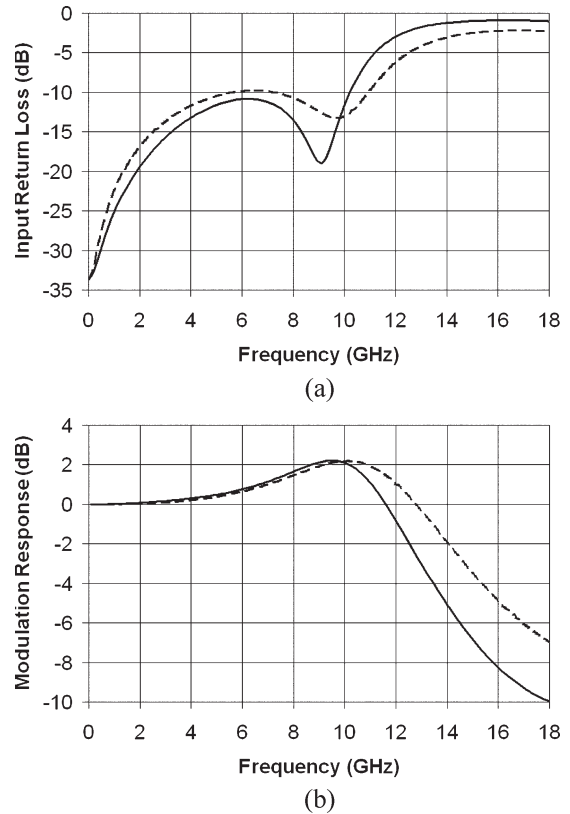 Input Return Loss (dB)
0
-5
-10
-15
-20
-25
-30
-35
0 2 4 6 8 10 12 14 16 18
Frequency (GHz)
(a)
Modulation Response (dB)
4
2
0
-2
-4
-6
-8
-10
0 2 4 6 8 10 12 14 16 18
Frequency (GHz)
(b)